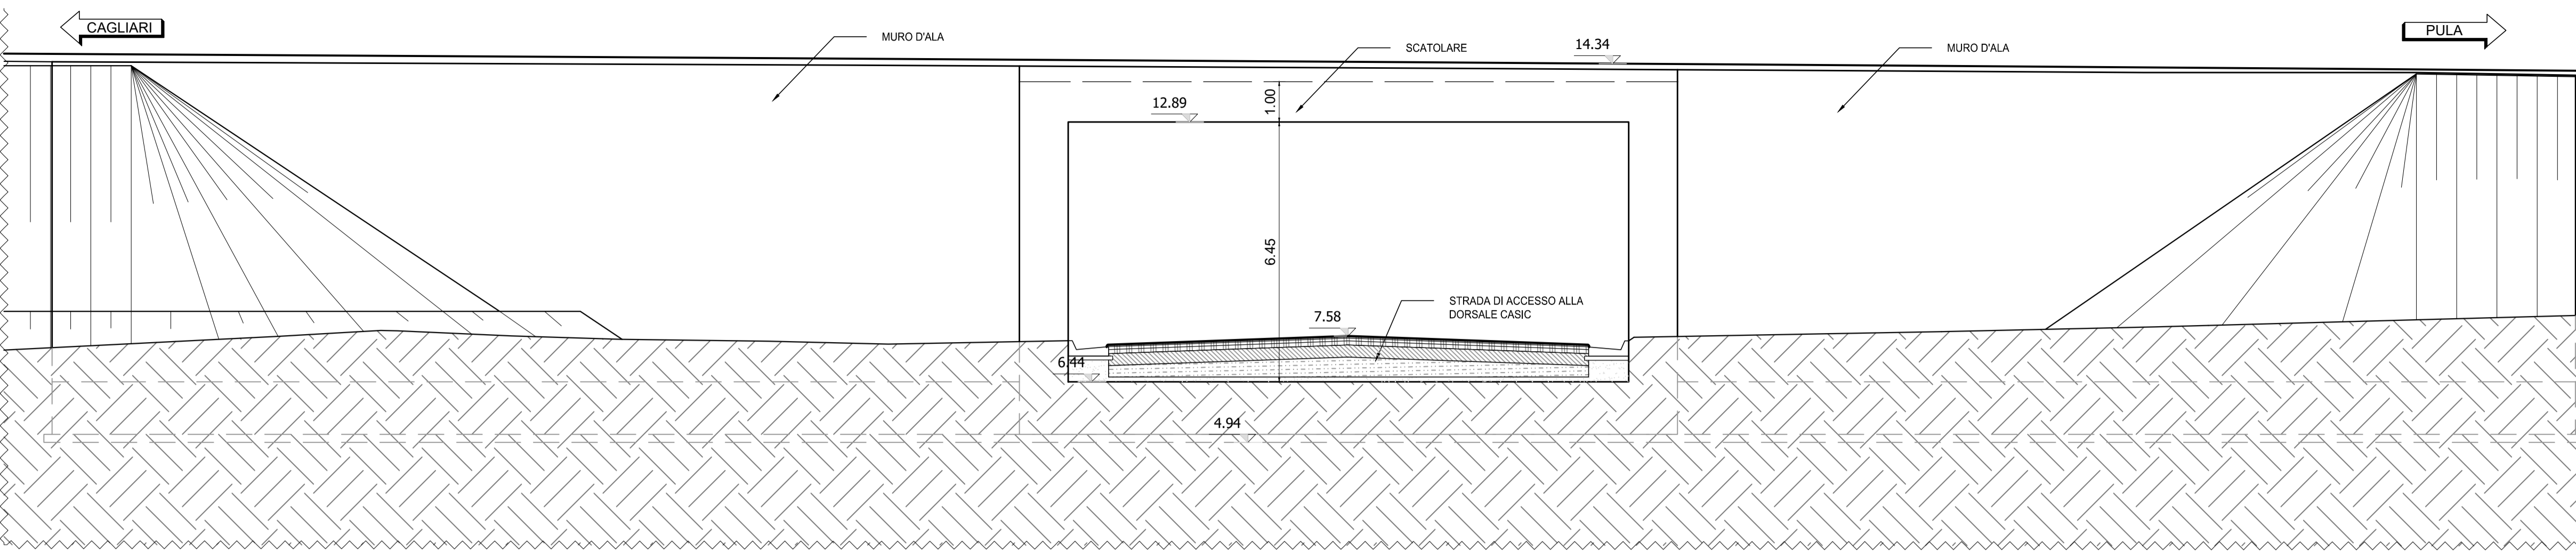 CAGLIARI
PULA
MURO D'ALA
SCATOLARE
14.34
MURO D'ALA
12.89
1.00
6.45
STRADA DI ACCESSO ALLA
DORSALE CASIC
7.58
6.44
4.94